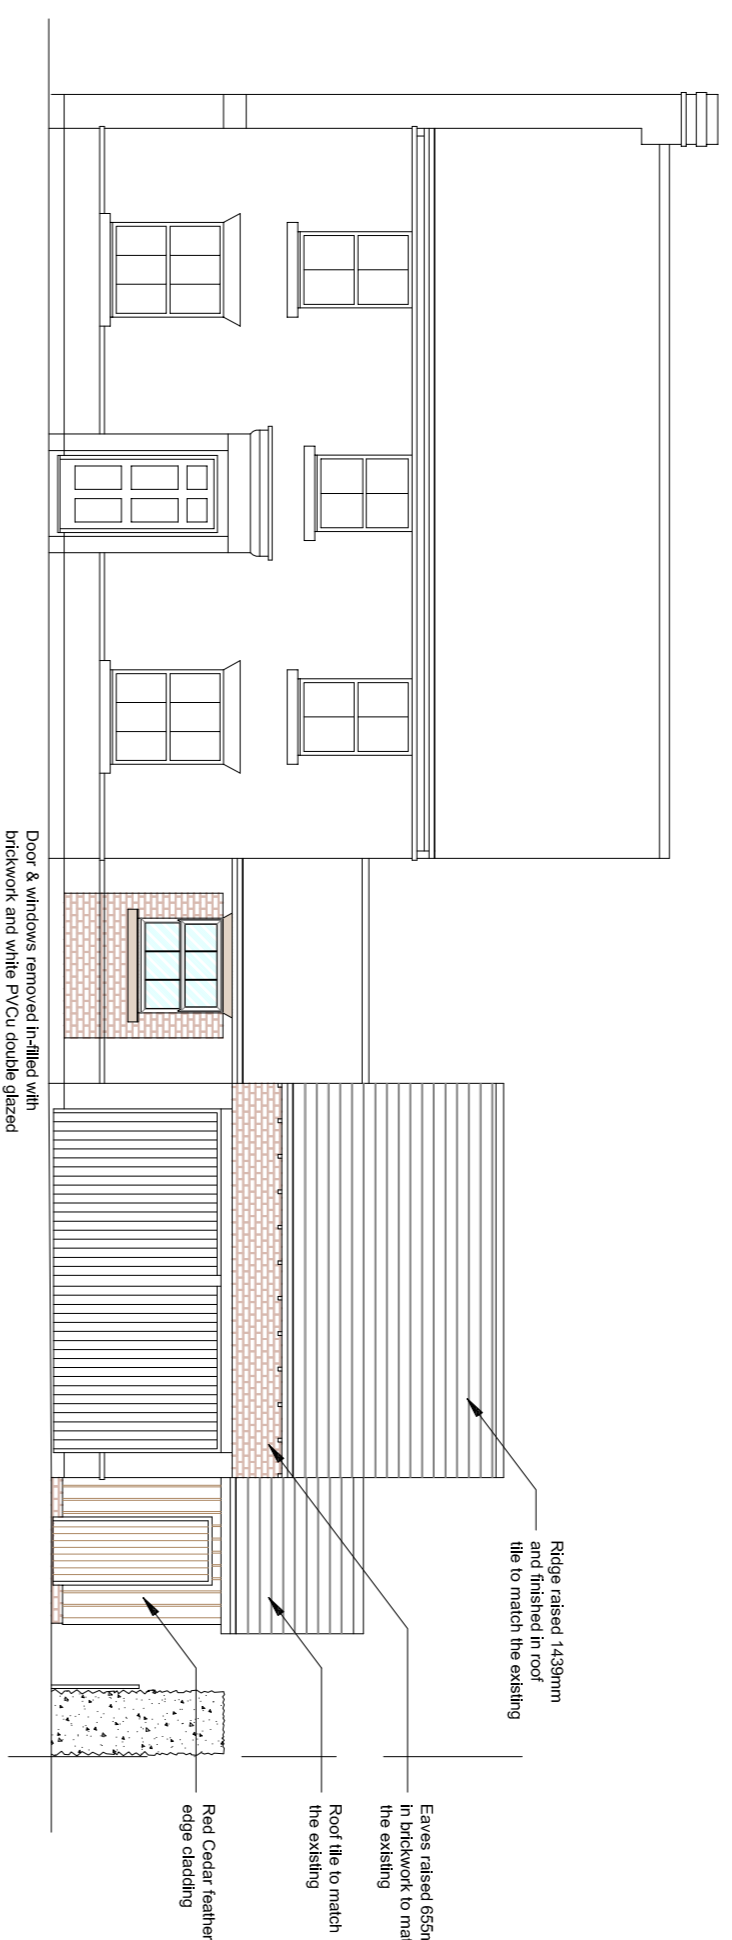 Ridge raised 1439mm
and finished in roof
tile to match the existing
Eaves raised
in brickwork to
the existing
Roof tile to match
the existing
Red Cedar feather
edge cladding
Door & windows removed in-filled with
brickwork and white PVCu double glazed